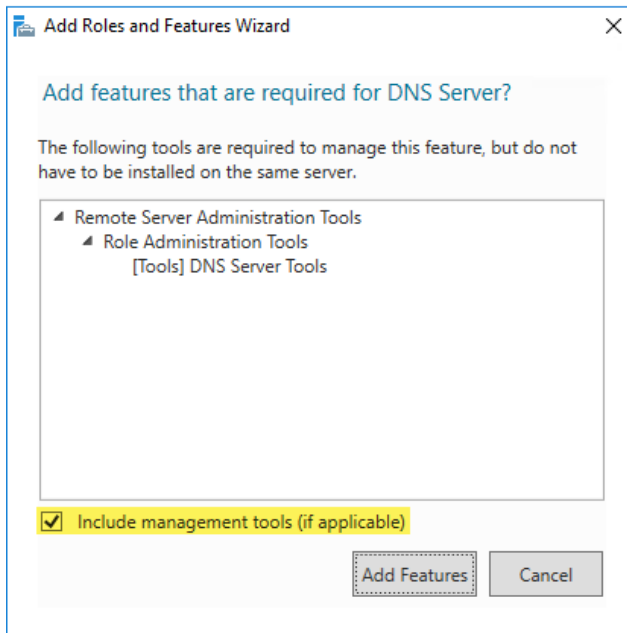 Add Roles and Features Wizard
Add features that are required for DNS Server?
The following tools are required to manage this feature, but do not
have to be installed on the same server.
Remote Server Administration Tools
Role Administration Tools
[Tools] DNS Server Tools
Include management tools (if applicable)
Add Features
Cancel